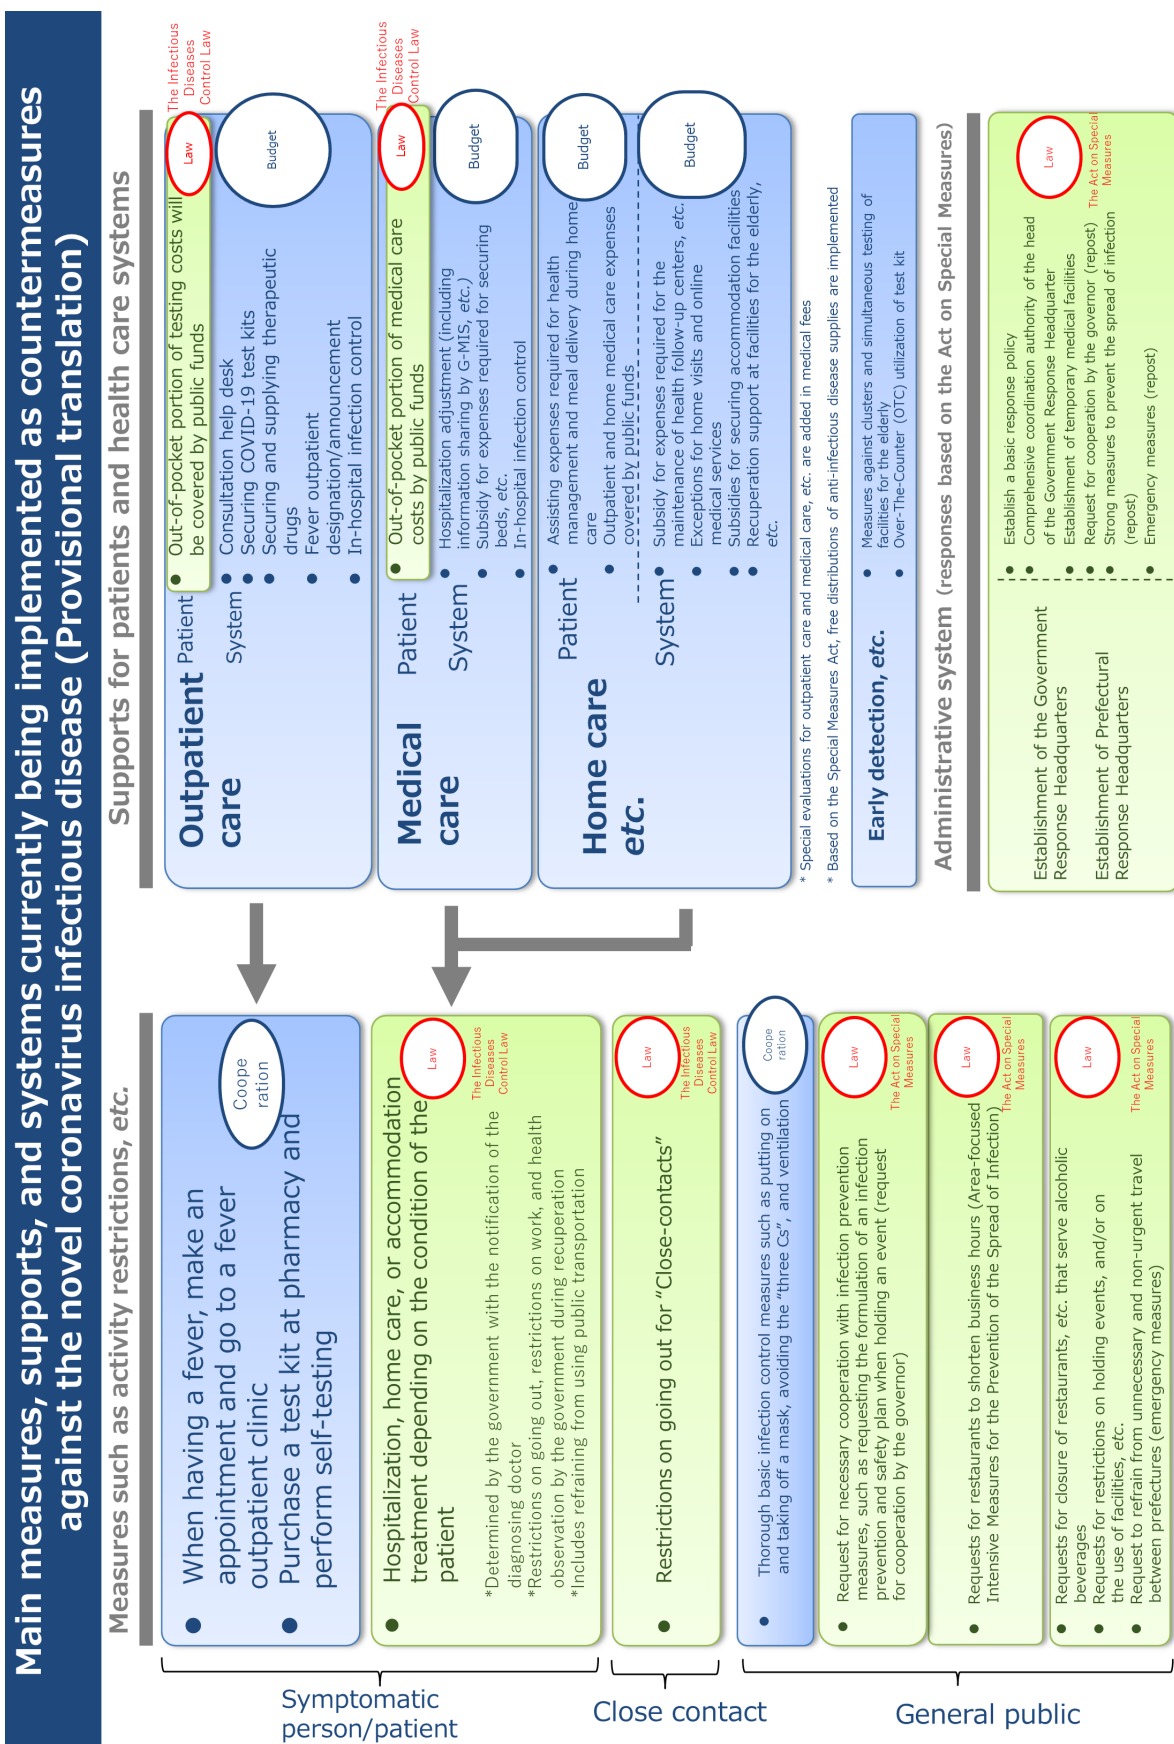 Main measures, supports, and systems currently being implemented as countermeasures
against the novel coronavirus infectious disease (Provisional translation)
Measures such as activity restrictions, etc.
Symptomatic
person/patient
● When having a fever, make an
appointment and go to a fever
outpatient clinic
● Purchase a test kit at pharmacy and
perform self-testing
Coope
ration
● Hospitalization, home care, or accommodation
treatment depending on the condition of the
patient
*Determined by the government with the notification of the
diagnosing doctor
*Restrictions on going out, restrictions on work, and health
observation by the government during recuperation
*Includes refraining from using public transportation
Law
The Infectious
Diseases
Control Law
Close contact
● Restrictions on going out for “Close-contacts”
Law
The Infectious
Diseases
Control Law
General public
● Thorough basic infection control measures such as putting on
and taking off a mask, avoiding the “three Cs”, and ventilation
Coope
ration
● Request for necessary cooperation with infection prevention
measures, such as requesting the formulation of an infection
prevention and safety plan when holding an event (request
for cooperation by the governor)
Law
The Act on Special
Measures
● Requests for restaurants to shorten business hours (Area-focused
Intensive Measures for the Prevention of the Spread of Infection)
Law
The Act on Special
Measures
● Requests for closure of restaurants, etc. that serve alcoholic
beverages
● Requests for restrictions on holding events, and/or on
the use of facilities, etc.
● Request to refrain from unnecessary and non-urgent travel
between prefectures (emergency measures)
Law
The Act on Special
Measures
Supports for patients and health care systems
Outpatient
care
Patient
● Out-of-pocket portion of testing costs will
be covered by public funds
Law
The Infectious
Diseases
Control Law
System
● Consultation help desk
● Securing COVID-19 test kits
● Securing and supplying therapeutic
drugs
● Fever outpatient
designation/announcement
● In-hospital infection control
Budget
Medical
care
Patient
● Out-of-pocket portion of medical care
costs by public funds
Law
The Infectious
Diseases
Control Law
System
● Hospitalization adjustment (including
information sharing by G-MIS, etc.)
● Subsidy for expenses required for securing
beds, etc.
● In-hospital infection control
Budget
Home care
etc.
Patient
● Assisting expenses required for health
management and meal delivery during home
care
● Outpatient and home medical care expenses
covered by public funds
Budget
System
● Subsidy for expenses required for the
maintenance of health follow-up centers, etc.
● Exceptions for home visits and online
medical services
● Subsidies for securing accommodation facilities
● Recuperation support at facilities for the elderly,
etc.
Budget
* Special evaluations for outpatient care and medical care, etc. are added in medical fees
* Based on the Special Measures Act, free distributions of anti-infectious disease supplies are implemented
Early detection, etc.
● Measures against clusters and simultaneous testing of
facilities for the elderly
● Over-The-Counter (OTC) utilization of test kit
Administrative system (responses based on the Act on Special Measures)
Establishment of the Government
Response Headquarters
Establishment of Prefectural
Response Headquarters
● Establish a basic response policy
● Comprehensive coordination authority of the head
of the Government Response Headquarter
● Establishment of temporary medical facilities
● Request for cooperation by the governor (repost)
● Strong measures to prevent the spread of infection
(repost)
● Emergency measures (repost)
Law
The Act on Special
Measures